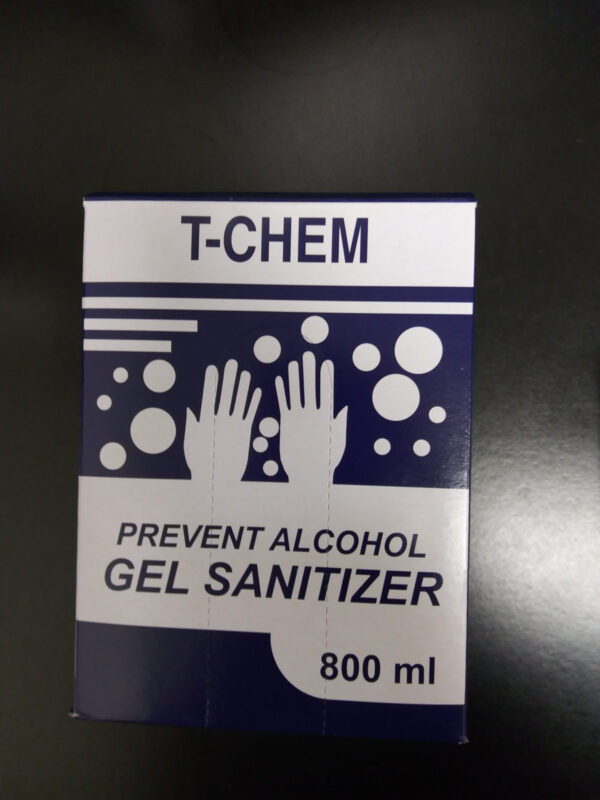 T-CHEM
PREVENT ALCOHOL
GEL SANITIZER
800 ml